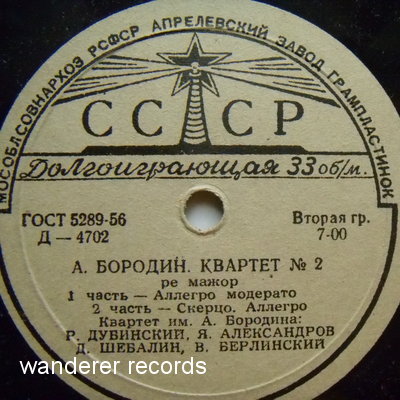 МОСОБЛСОВНАРХОЗ РСФСР АПРЕЛЕВСКИЙ ЗАВОД ГРАМПЛАСТИНОК
СССР
Долгоиграющая 33 об/м.
ГОСТ 5289-56 Вторая гр.
Д — 4702 7-00
А. БОРОДИН. КВАРТЕТ № 2
ре мажор
1 часть — Аллегро модерато
2 часть — Скерцо. Аллегро
Квартет им. А. Бородина:
Р. ДУБИНСКИЙ, Я. АЛЕКСАНДРОВ
Д. ШЕБАЛИН, В. БЕРЛИНСКИЙ
wanderer records